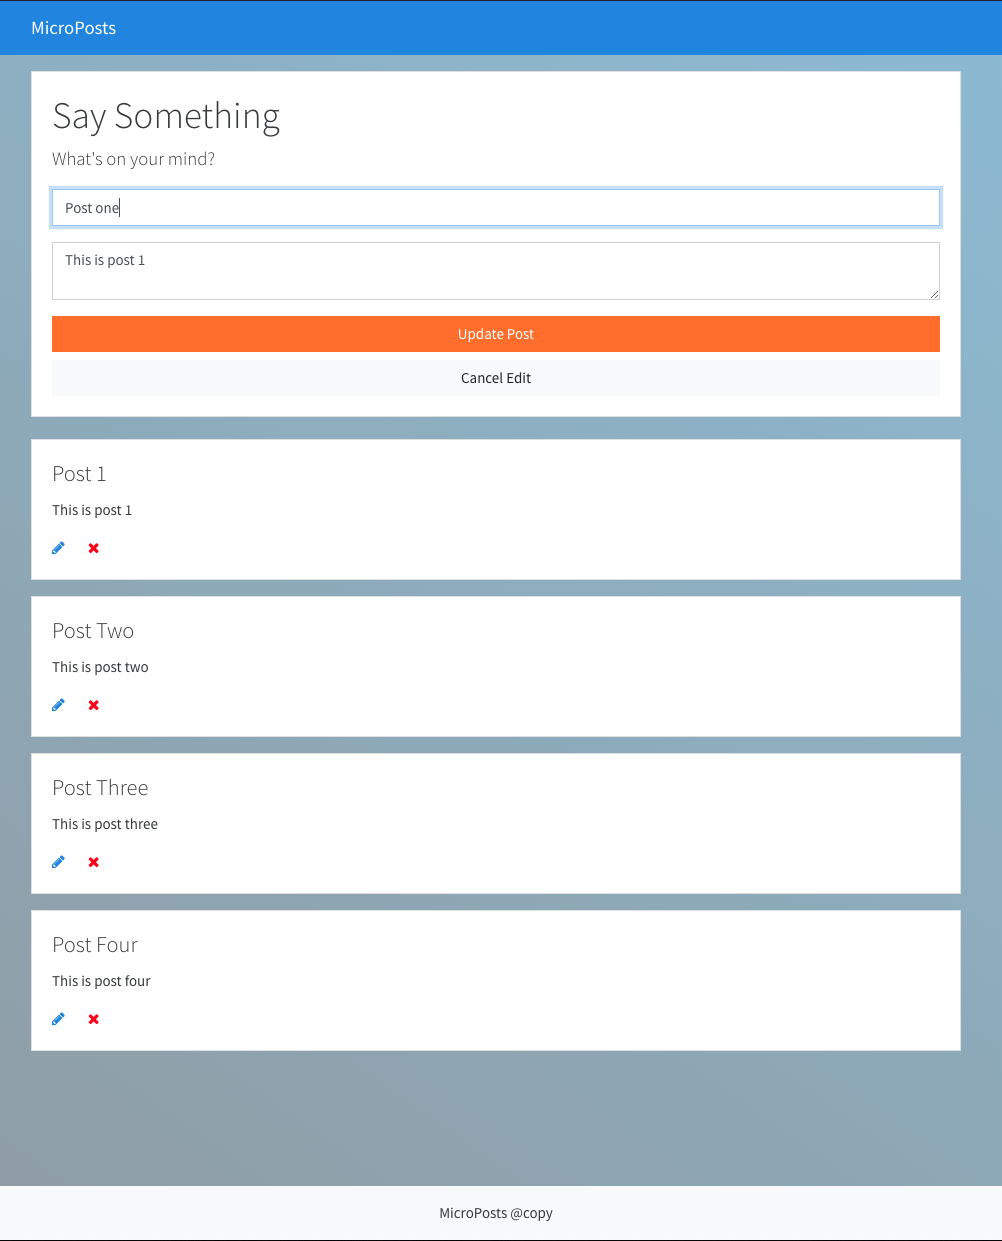 MicroPosts
Say Something
What's on your mind?
Post one
This is post 1
Update Post
Cancel Edit
Post 1
This is post 1
Post Two
This is post two
Post Three
This is post three
Post Four
This is post four
MicroPosts @copy